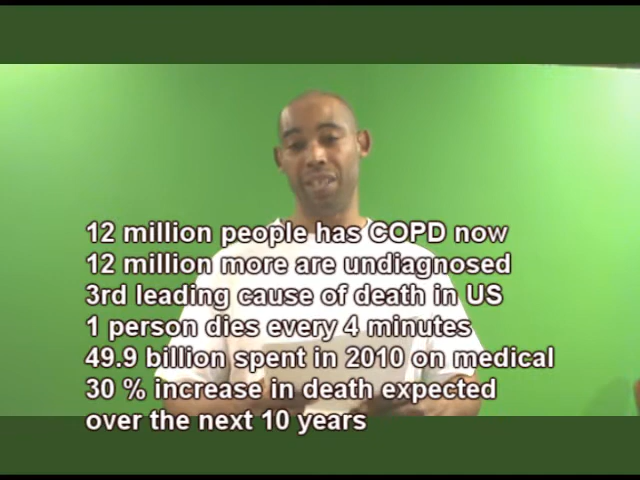 12 million people has COPD now
12 million more are undiagnosed
3rd leading cause of death in US
1 person dies every 4 minutes
49.9 billion spent in 2010 on medical
30 % increase in death expected
over the next 10 years